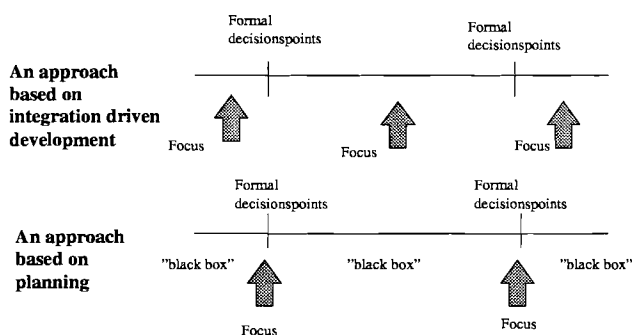 Formal
decisionspoints
Formal
decisionspoints
An approach
based on
integration driven
development
Focus
Focus
Focus
Formal
decisionspoints
Formal
decisionspoints
An approach
based on
planning
"black box"
"black box"
"black box"
Focus
Focus